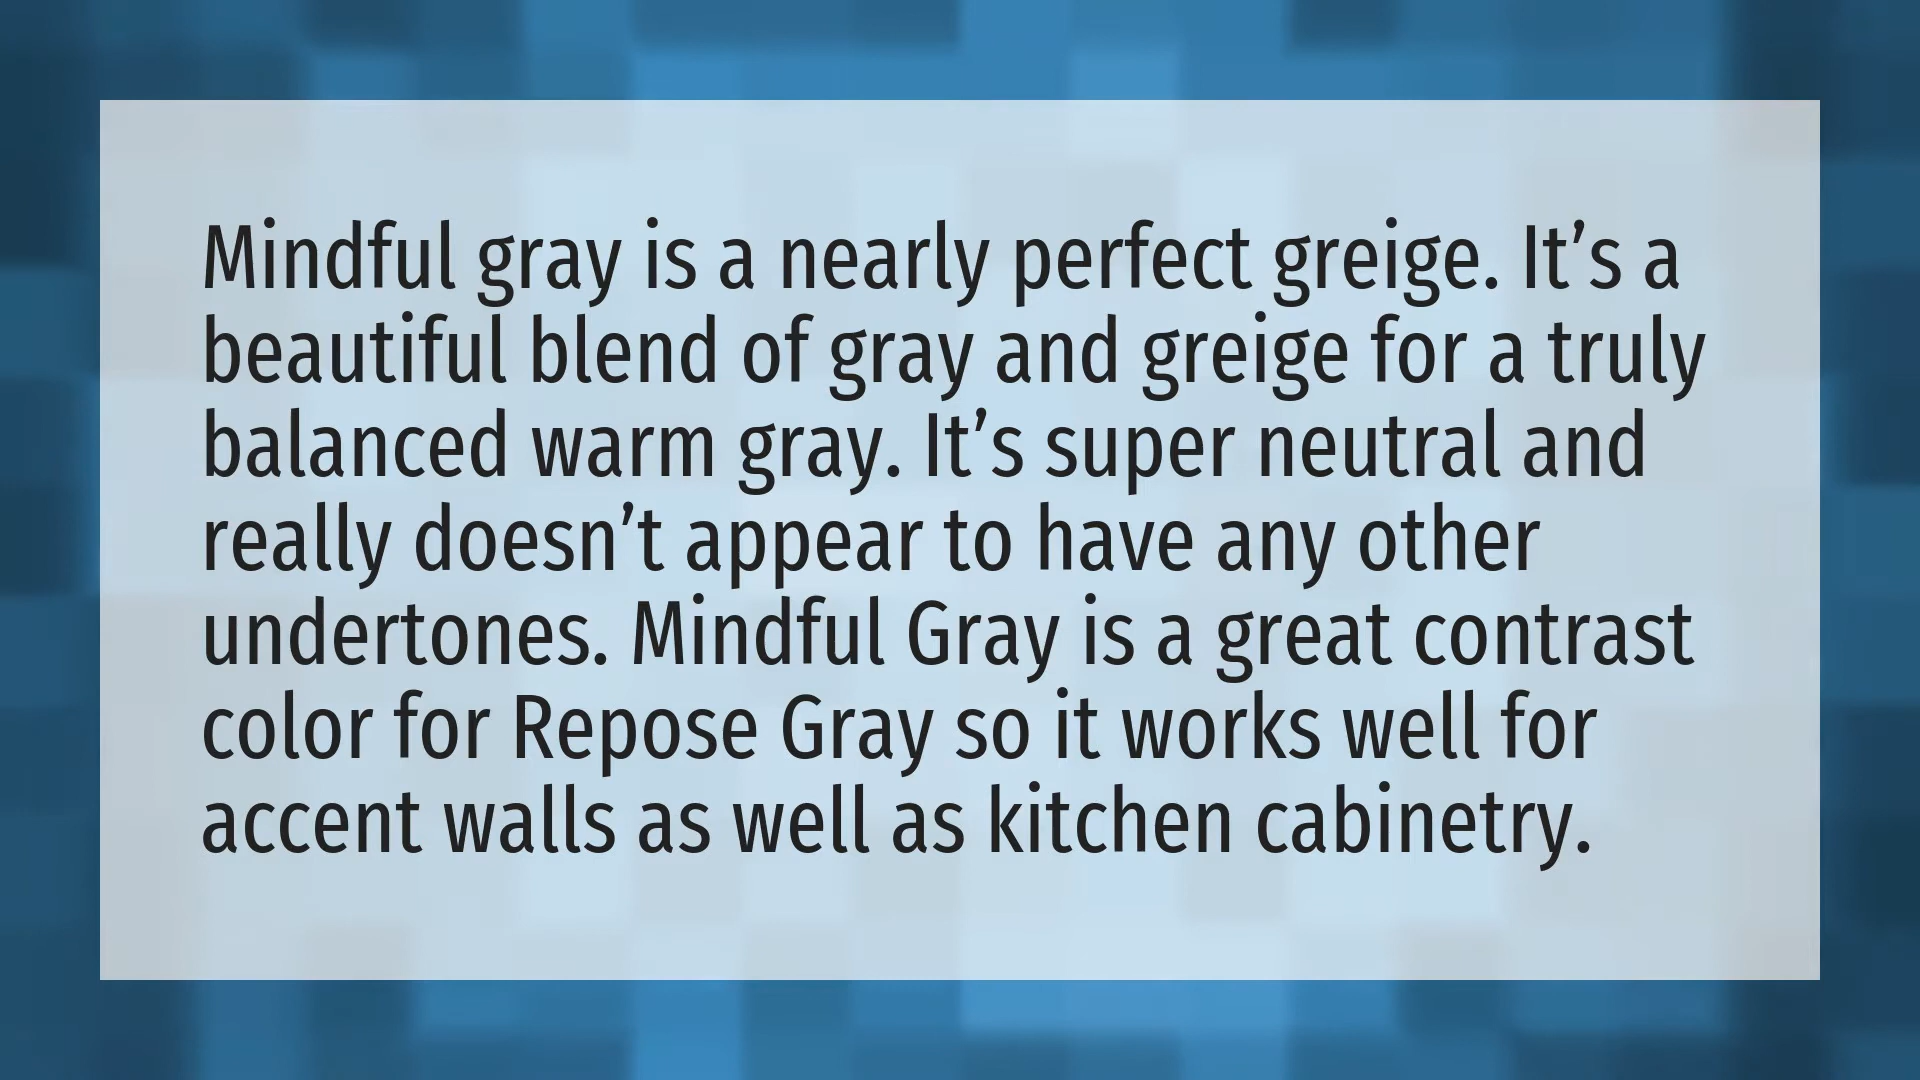 Mindful gray is a nearly perfect greige. It’s a
beautiful blend of gray and greige for a truly
balanced warm gray. It’s super neutral and
really doesn’t appear to have any other
undertones. Mindful Gray is a great contrast
color for Repose Gray so it works well for
accent walls as well as kitchen cabinetry.